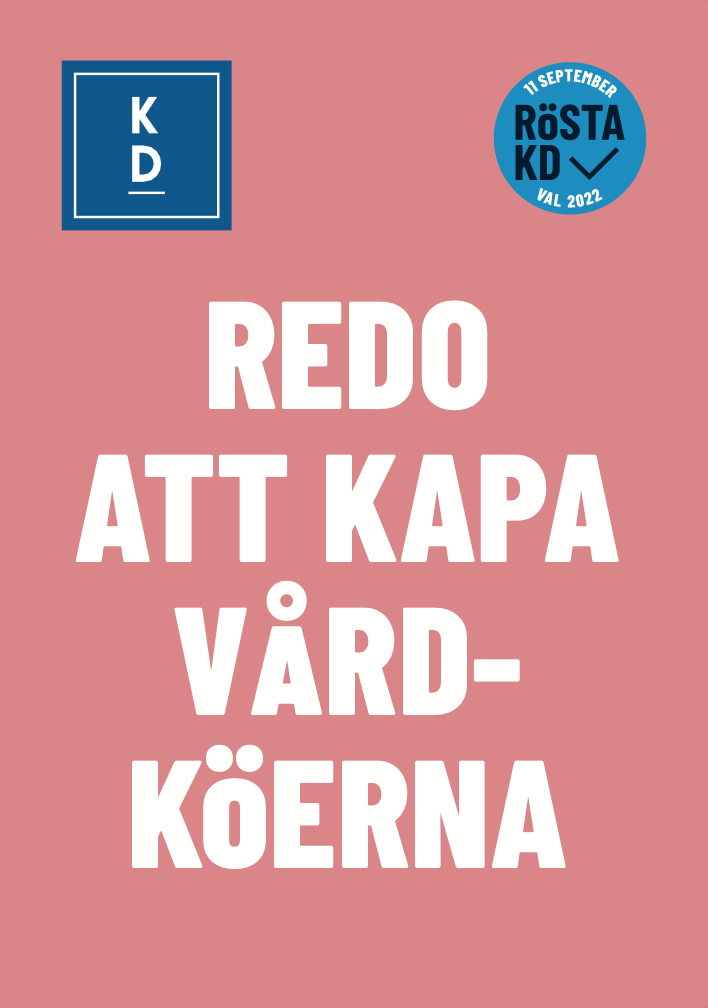 K
D
11 SEPTEMBER
RöSTA
KD
VAL 2022
REDO
ATT KAPA
VÅRD-
KÖERNA